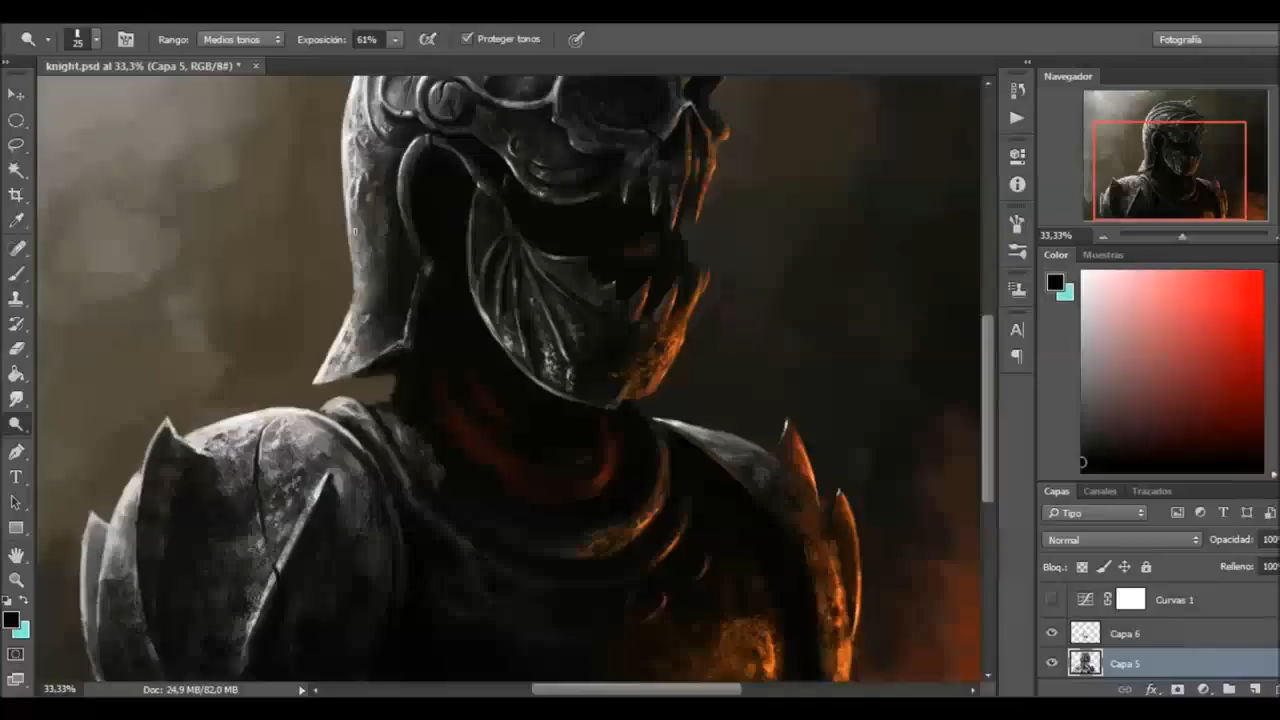 25 Rango: Medios tonos Exposición: 61% Proteger tonos Fotografía
knight.psd al 33,3% (Capa 5, RGB/8#) * ×
Navegador
33,33%
Color Muestras
Capas Canales Trazados
Tipo
Normal Opacidad: 100
Bloq.: Relleno: 100
Curvas 1
Capa 6
Capa 5
33,33% Doc: 24,9 MB/82,0 MB